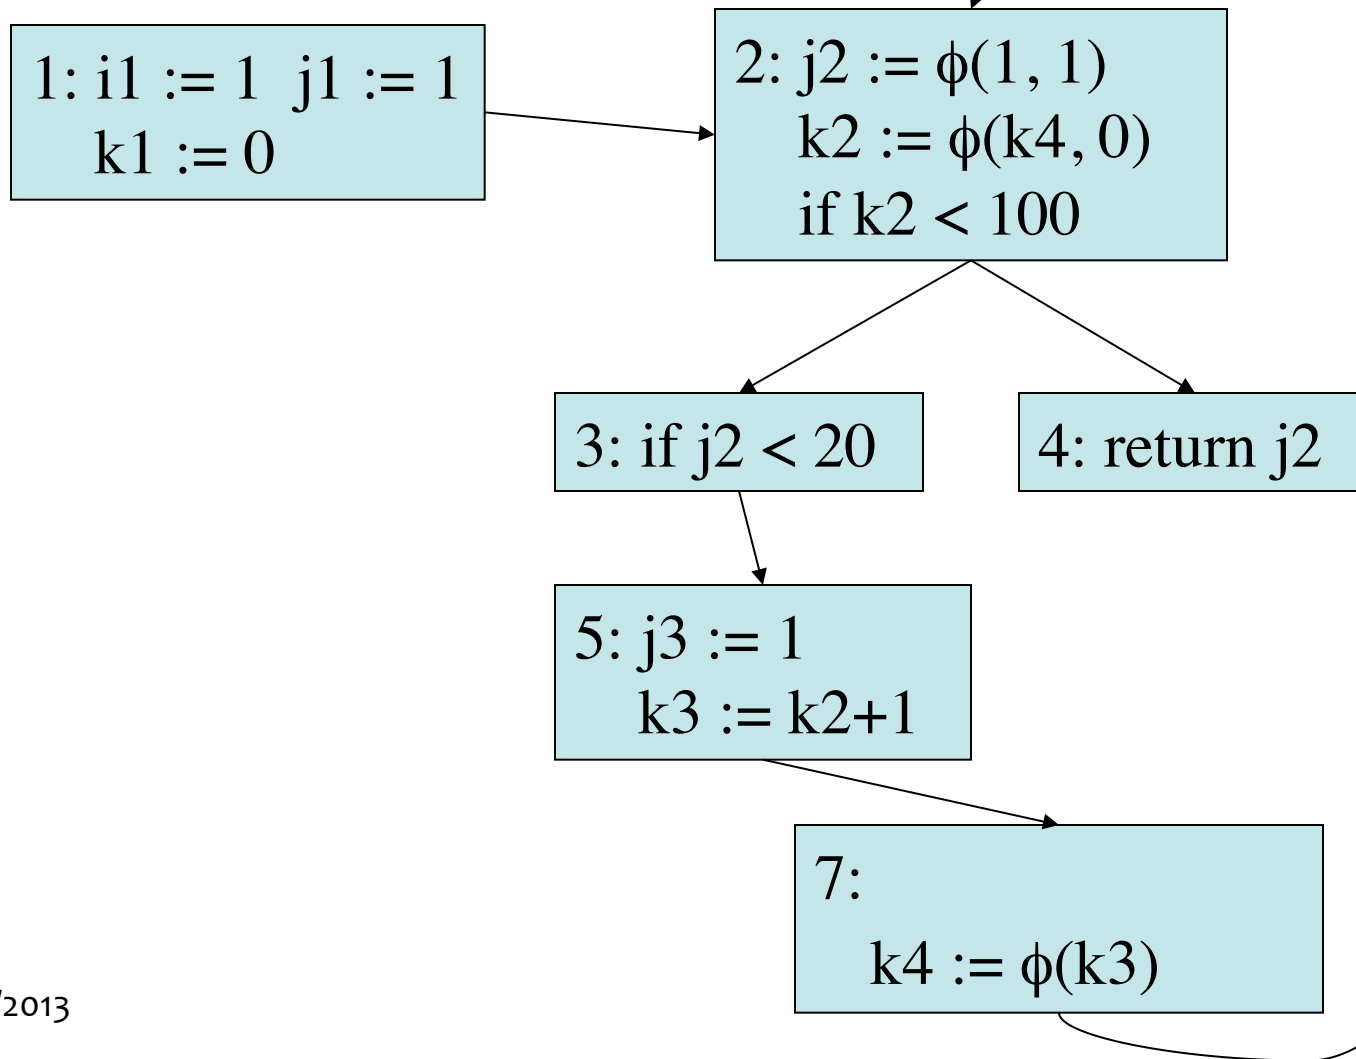 1: i1 := 1 j1 := 1
k1 := 0
2: j2 := ϕ(1, 1)
k2 := ϕ(k4, 0)
if k2 < 100
3: if j2 < 20
4: return j2
5: j3 := 1
k3 := k2+1
7:
k4 := ϕ(k3)
/2013